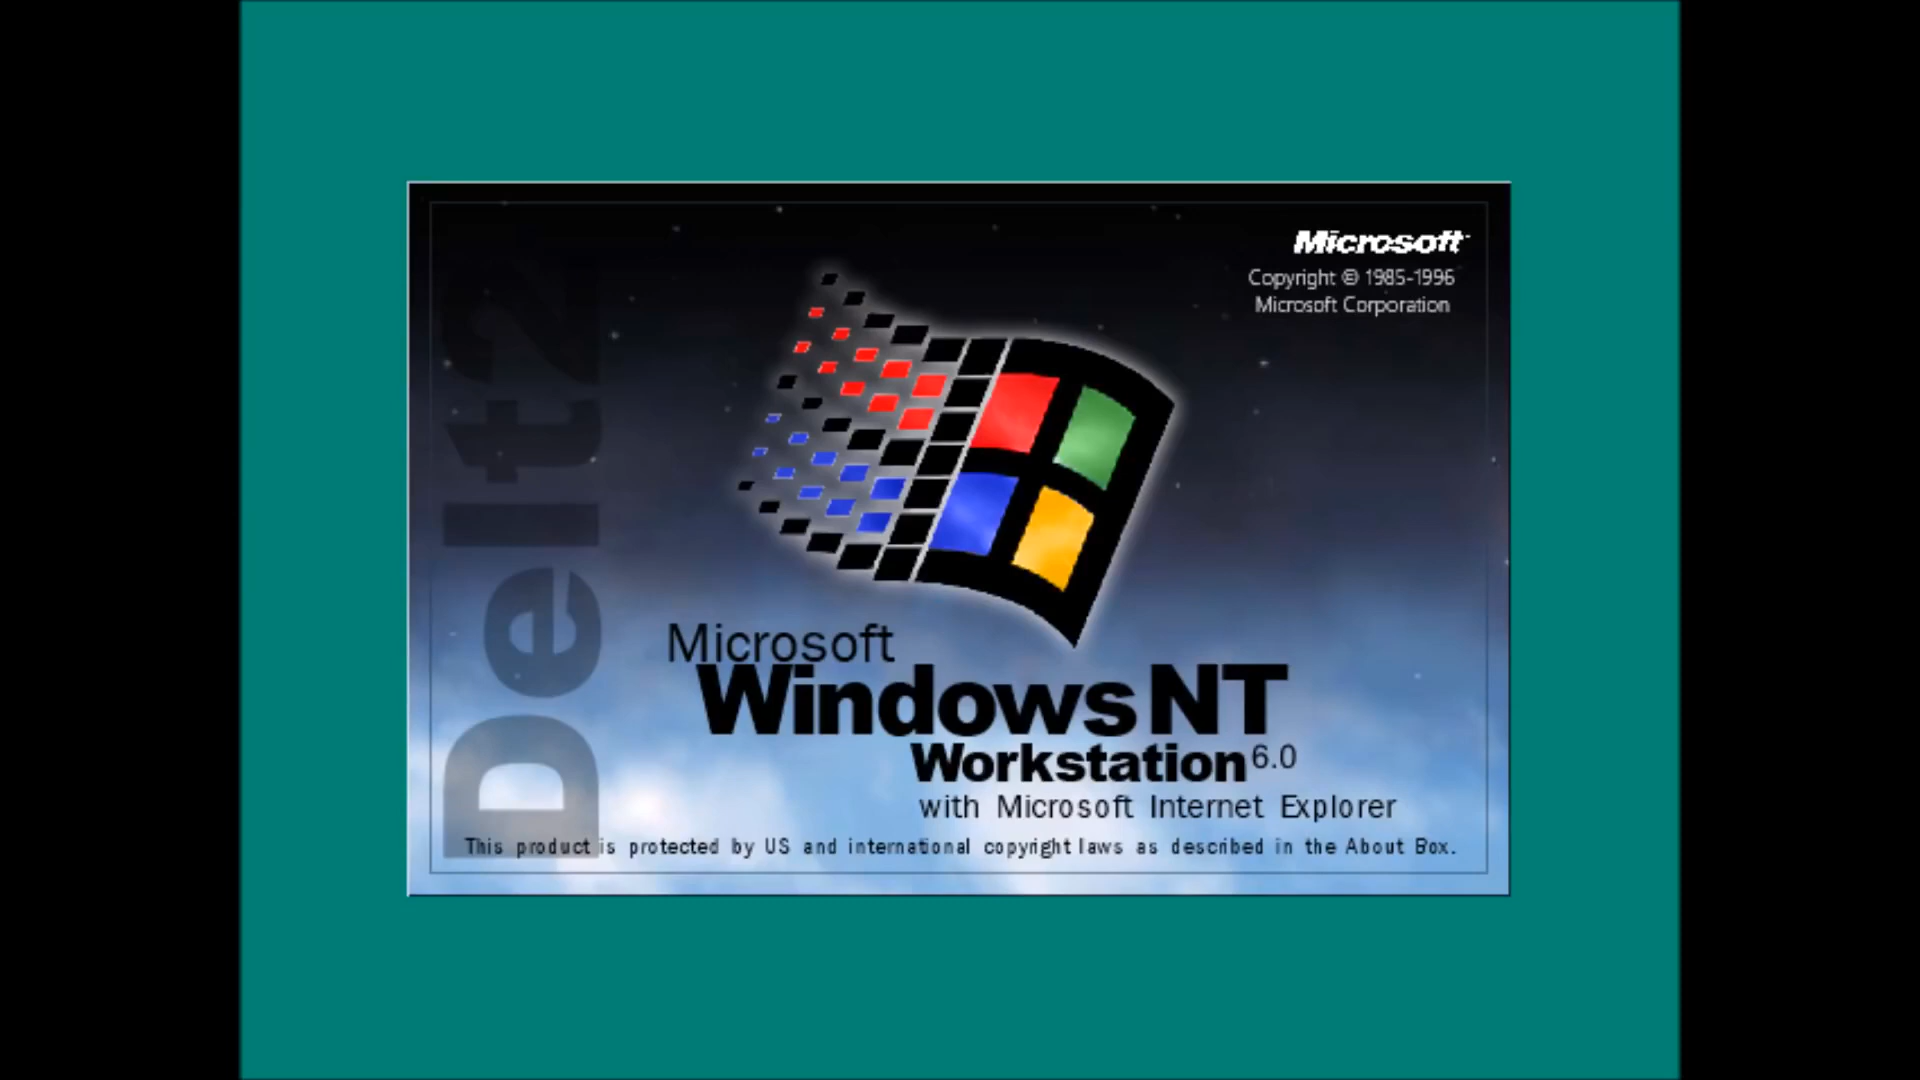 Microsoft
Copyright © 1985-1996
Microsoft Corporation
Deltz
Microsoft
Windows NT
Workstation 6.0
with Microsoft Internet Explorer
This product is protected by US and international copyright laws as described in the About Box.